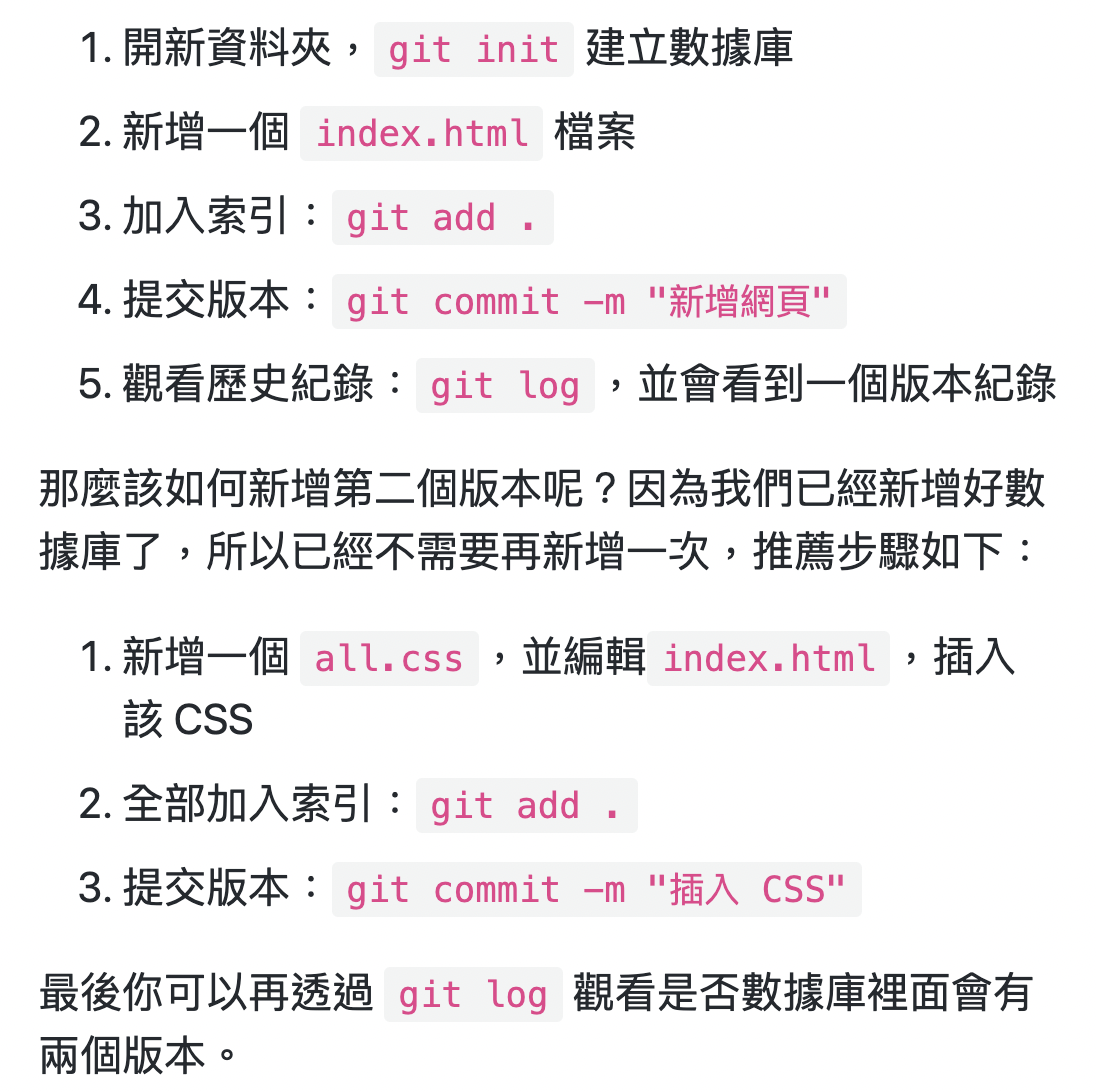 1. 開新資料夾，git init 建立數據庫
2. 新增一個 index.html 檔案
3. 加入索引：git add .
4. 提交版本：git commit -m "新增網頁"
5. 觀看歷史紀錄：git log，並會看到一個版本紀錄
那麼該如何新增第二個版本呢？因為我們已經新增好數
據庫了，所以已經不需要再新增一次，推薦步驟如下：
1. 新增一個 all.css，並編輯index.html，插入
該 CSS
2. 全部加入索引：git add .
3. 提交版本：git commit -m "插入 CSS"
最後你可以再透過 git log 觀看是否數據庫裡面會有
兩個版本。